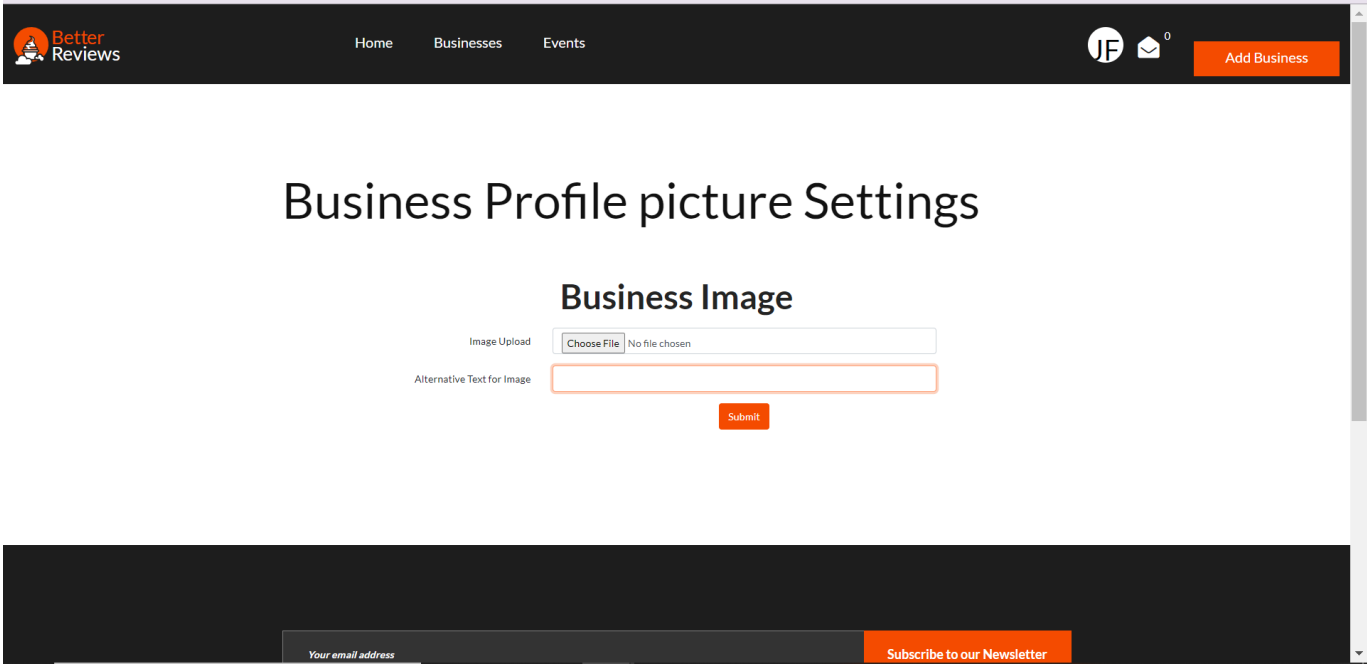 Better
Reviews
Home Businesses Events
JF
0
Add Business
Business Profile picture Settings
Business Image
Image Upload Choose File No file chosen
Alternative Text for Image
Submit
Your email address
Subscribe to our Newsletter